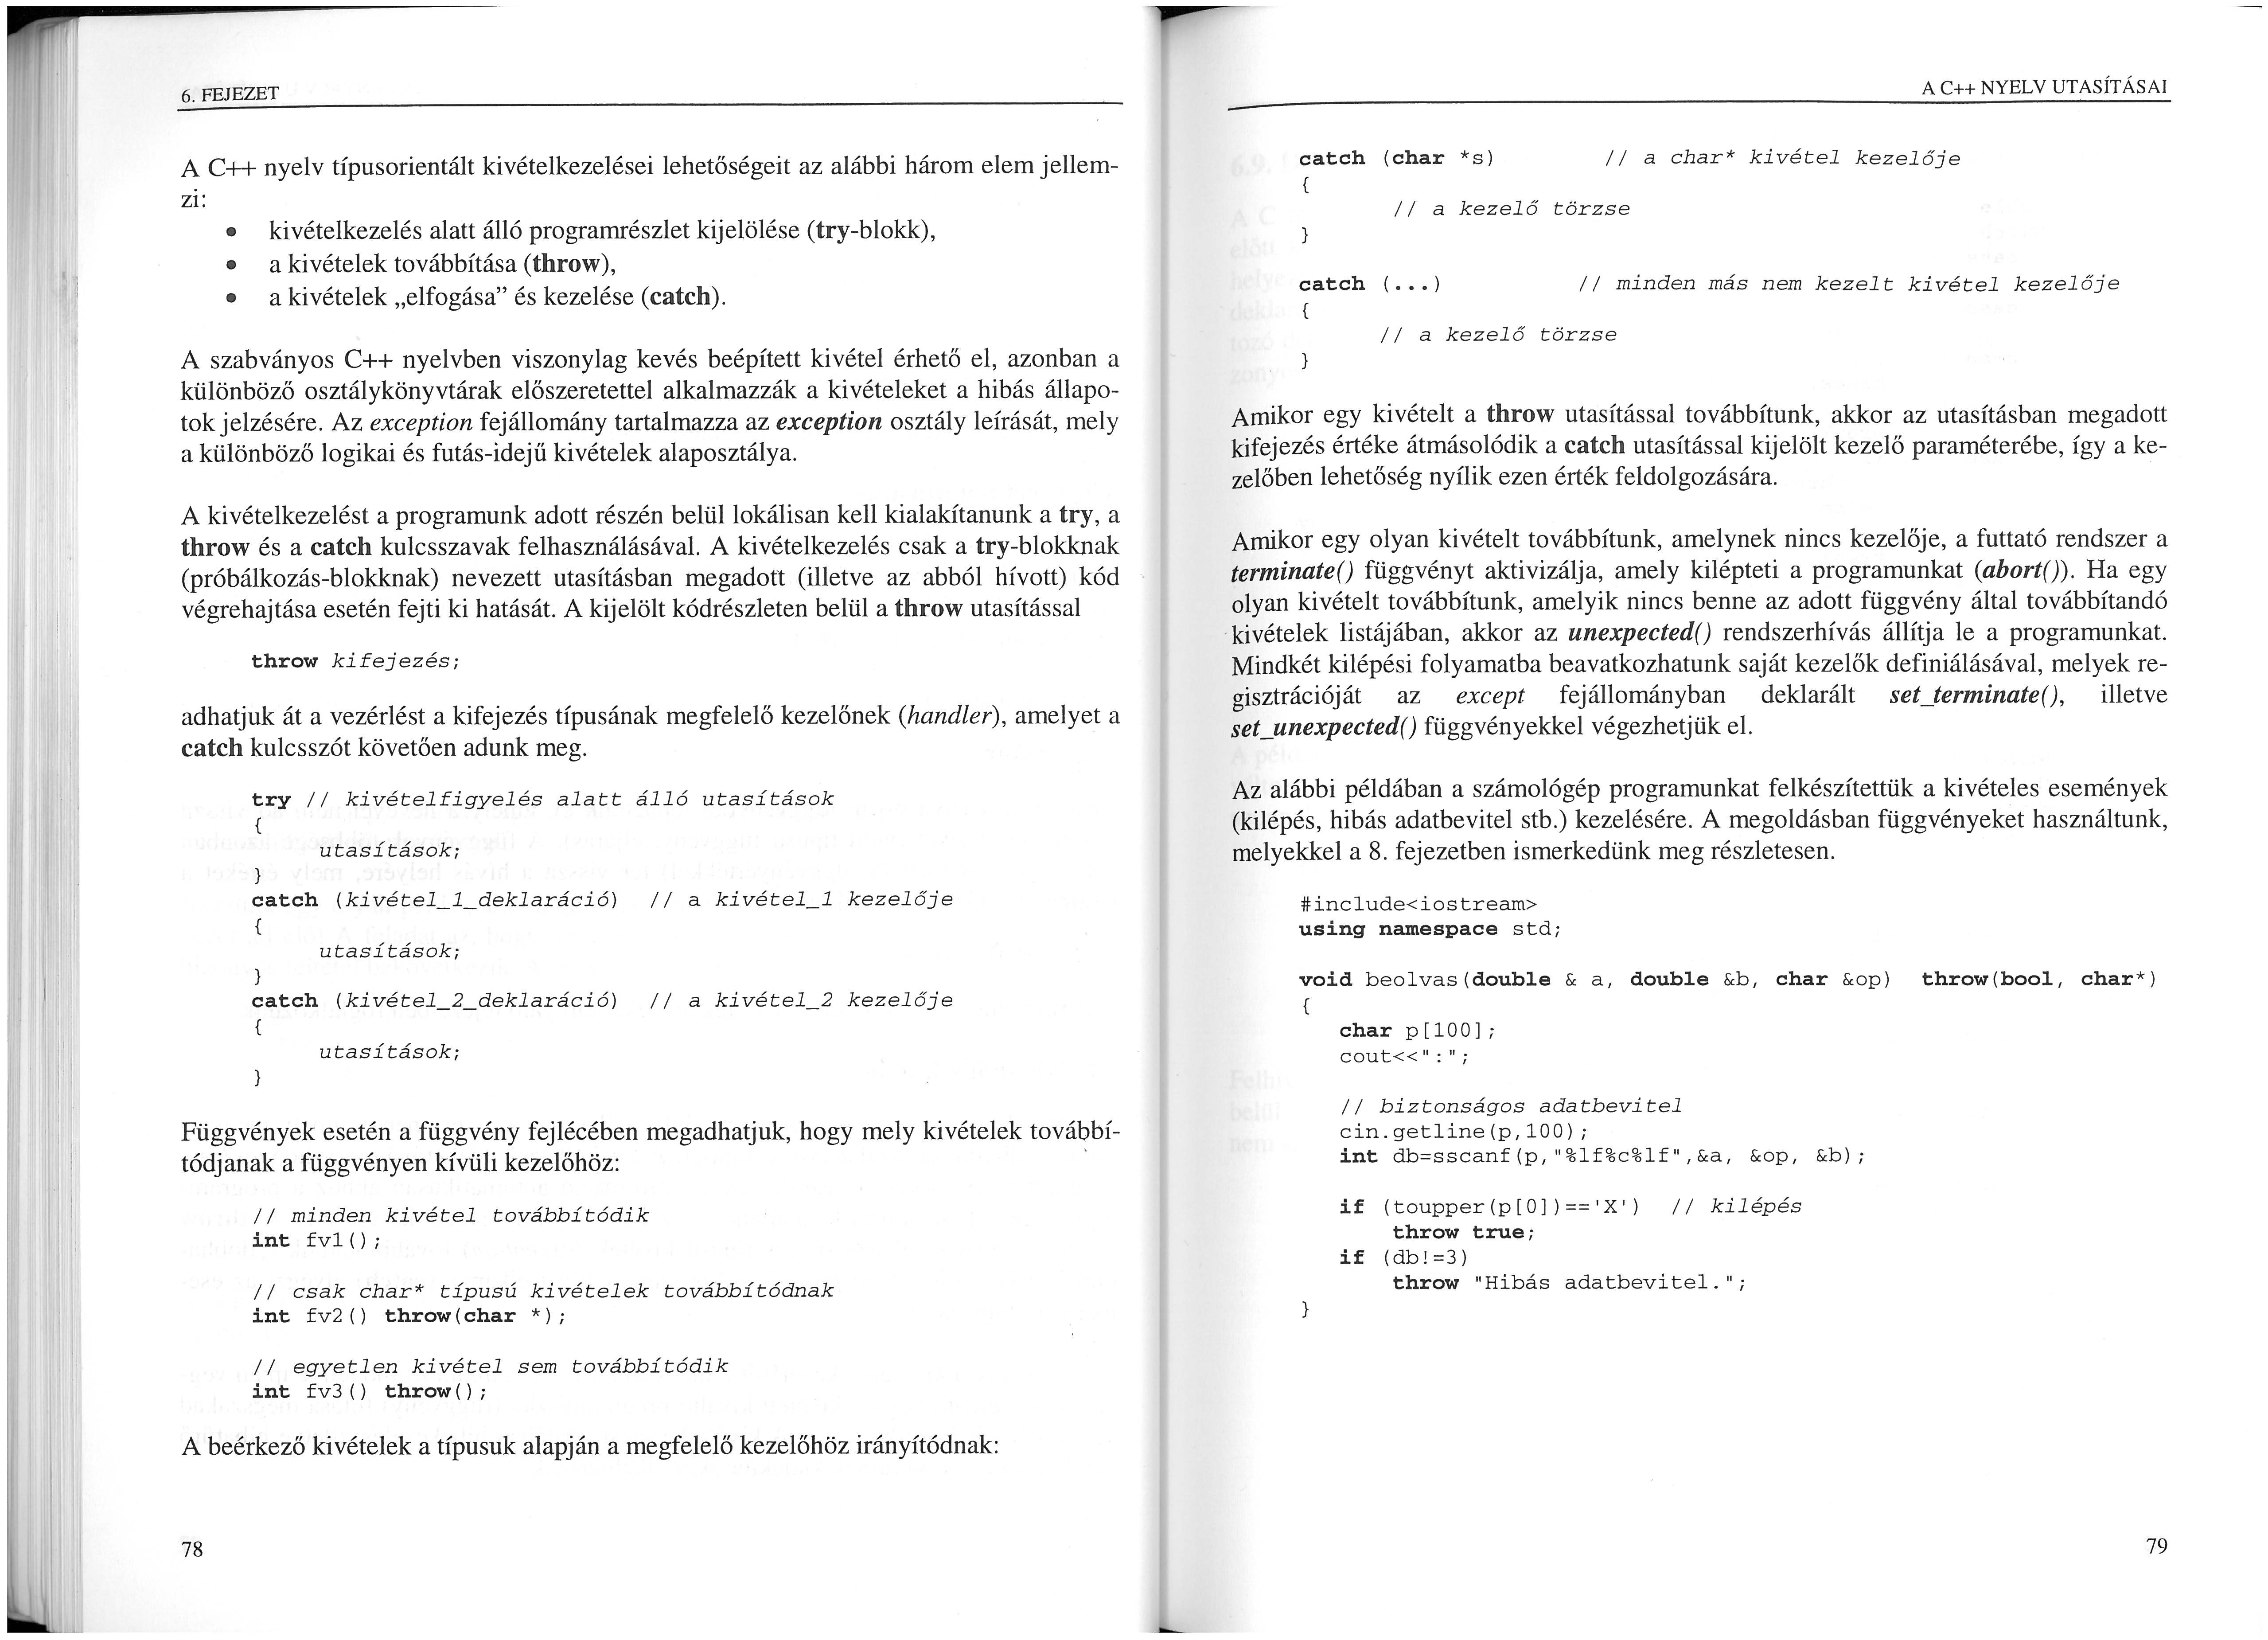 6. FEJEZET
A C++ nyelv típusorientált kivételkezelései lehetőségeit az alábbi három elem jellem-
zi:
• kivételkezelés alatt álló programrészlet kijelölése (try-blokk),
• a kivételek továbbítása (throw),
• a kivételek „elfogása” és kezelése (catch).
A szabványos C++ nyelvben viszonylag kevés beépített kivétel érhető el, azonban a
különböző osztálykönyvtárak előszeretettel alkalmazzák a kivételeket a hibás állapo-
tok jelzésére. Az exception fejállomány tartalmazza az exception osztály leírását, mely
a különböző logikai és futás-idejű kivételek alaposztálya.
A kivételkezelést a programunk adott részén belül lokálisan kell kialakítanunk a try, a
throw és a catch kulcsszavak felhasználásával. A kivételkezelés csak a try-blokknak
(próbálkozás-blokknak) nevezett utasításban megadott (illetve az abból hívott) kód
végrehajtása esetén fejti ki hatását. A kijelölt kódrészleten belül a throw utasítással
throw kifejezés;
adhatjuk át a vezérlést a kifejezés típusának megfelelő kezelőnek (handler), amelyet a
catch kulcsszót követően adunk meg.
try // kivételfigyelés alatt álló utasítások
{
utasítások;
}
catch (kivétel_1_deklaráció) // a kivétel_1 kezelője
{
utasítások;
}
catch (kivétel_2_deklaráció) // a kivétel_2 kezelője
{
utasítások;
}
Függvények esetén a függvény fejlécében megadhatjuk, hogy mely kivételek továbbí-
tódjanak a függvényen kívüli kezelőhöz:
// minden kivétel továbbítódik
int fv1();
// csak char* típusú kivételek továbbítódnak
int fv2() throw(char *);
// egyetlen kivétel sem továbbítódik
int fv3() throw();
A beérkező kivételek a típusuk alapján a megfelelő kezelőhöz irányítódnak:
78
A C++ NYELV UTASÍTÁSAI
catch (char *s) // a char* kivétel kezelője
{
// a kezelő törzse
}
catch (...) // minden más nem kezelt kivétel kezelője
{
// a kezelő törzse
}
Amikor egy kivételt a throw utasítással továbbítunk, akkor az utasításban megadott
kifejezés értéke átmásolódik a catch utasítással kijelölt kezelő paraméterébe, így a ke-
zelőben lehetőség nyílik ezen érték feldolgozására.
Amikor egy olyan kivételt továbbítunk, amelynek nincs kezelője, a futtató rendszer a
terminate() függvényt aktivizálja, amely kilépteti a programunkat (abort()). Ha egy
olyan kivételt továbbítunk, amelyik nincs benne az adott függvény által továbbítandó
kivételek listájában, akkor az unexpected() rendszerhívás állítja le a programunkat.
Mindkét kilépési folyamatba beavatkozhatunk saját kezelők definiálásával, melyek re-
gisztrációját az except fejállományban deklarált set_terminate(), illetve
set_unexpected() függvényekkel végezhetjük el.
Az alábbi példában a számológép programunkat felkészítettük a kivételes események
(kilépés, hibás adatbevitel stb.) kezelésére. A megoldásban függvényeket használtunk,
melyekkel a 8. fejezetben ismerkedünk meg részletesen.
#include<iostream>
using namespace std;
void beolvas(double & a, double &b, char &op) throw(bool, char*)
{
char p[100];
cout<<":";
// biztonságos adatbevitel
cin.getline(p,100);
int db=sscanf(p,"%lf%c%lf",&a, &op, &b);
if (toupper(p[0])=='X') // kilépés
throw true;
if (db!=3)
throw "Hibás adatbevitel.";
}
79